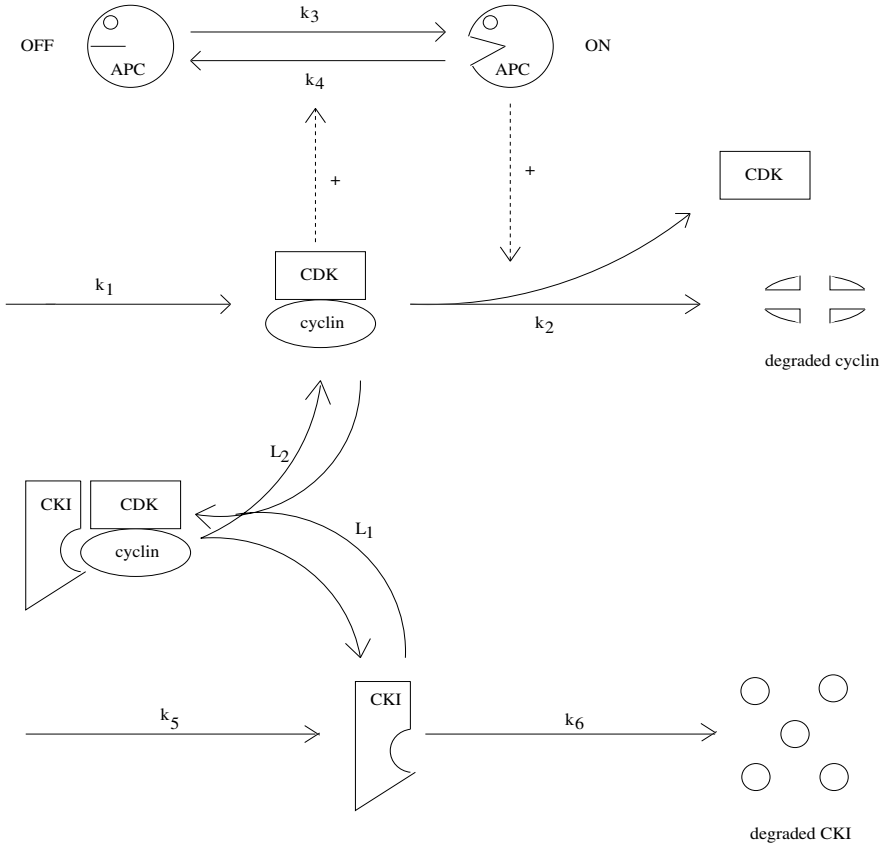 k3
OFF
APC
APC
ON
k4
+
+
CDK
CDK
k1
cyclin
k2
degraded cyclin
L2
CKI
CDK
L1
cyclin
CKI
k5
k6
degraded CKI